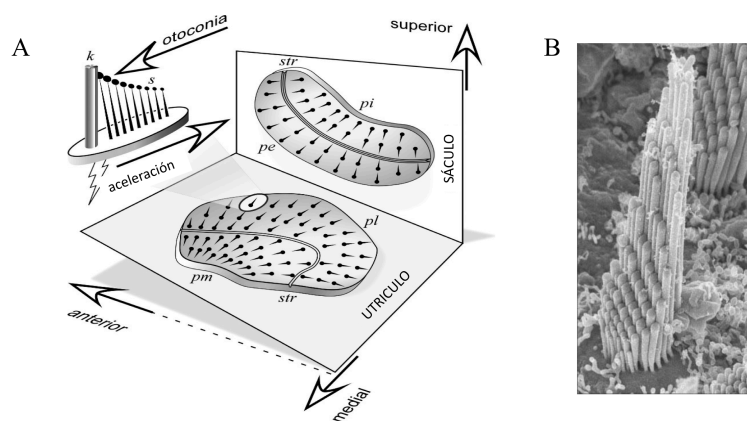 A
B
superior
otoconia
k
s
str
pi
pe
SÁCULO
aceleración
pl
pm
str
UTRICULO
anterior
medial